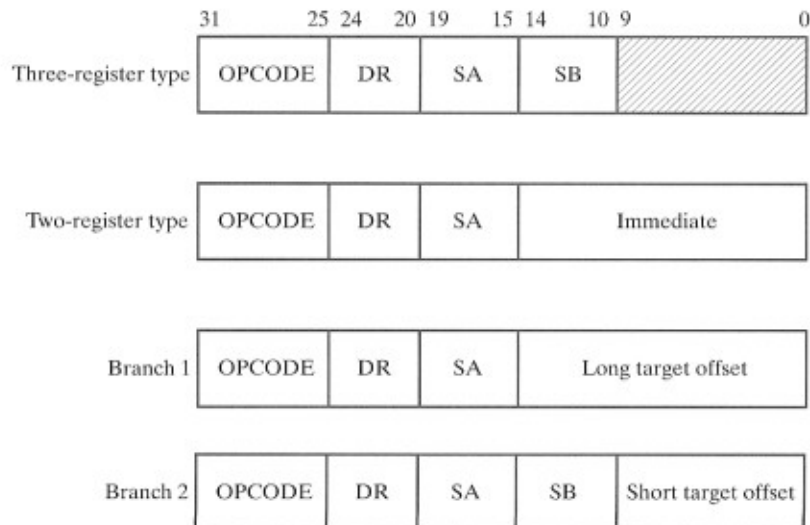 31 25 24 20 19 15 14 10 9 0
Three-register type OPCODE DR SA SB
Two-register type OPCODE DR SA Immediate
Branch 1 OPCODE DR SA Long target offset
Branch 2 OPCODE DR SA SB Short target offset